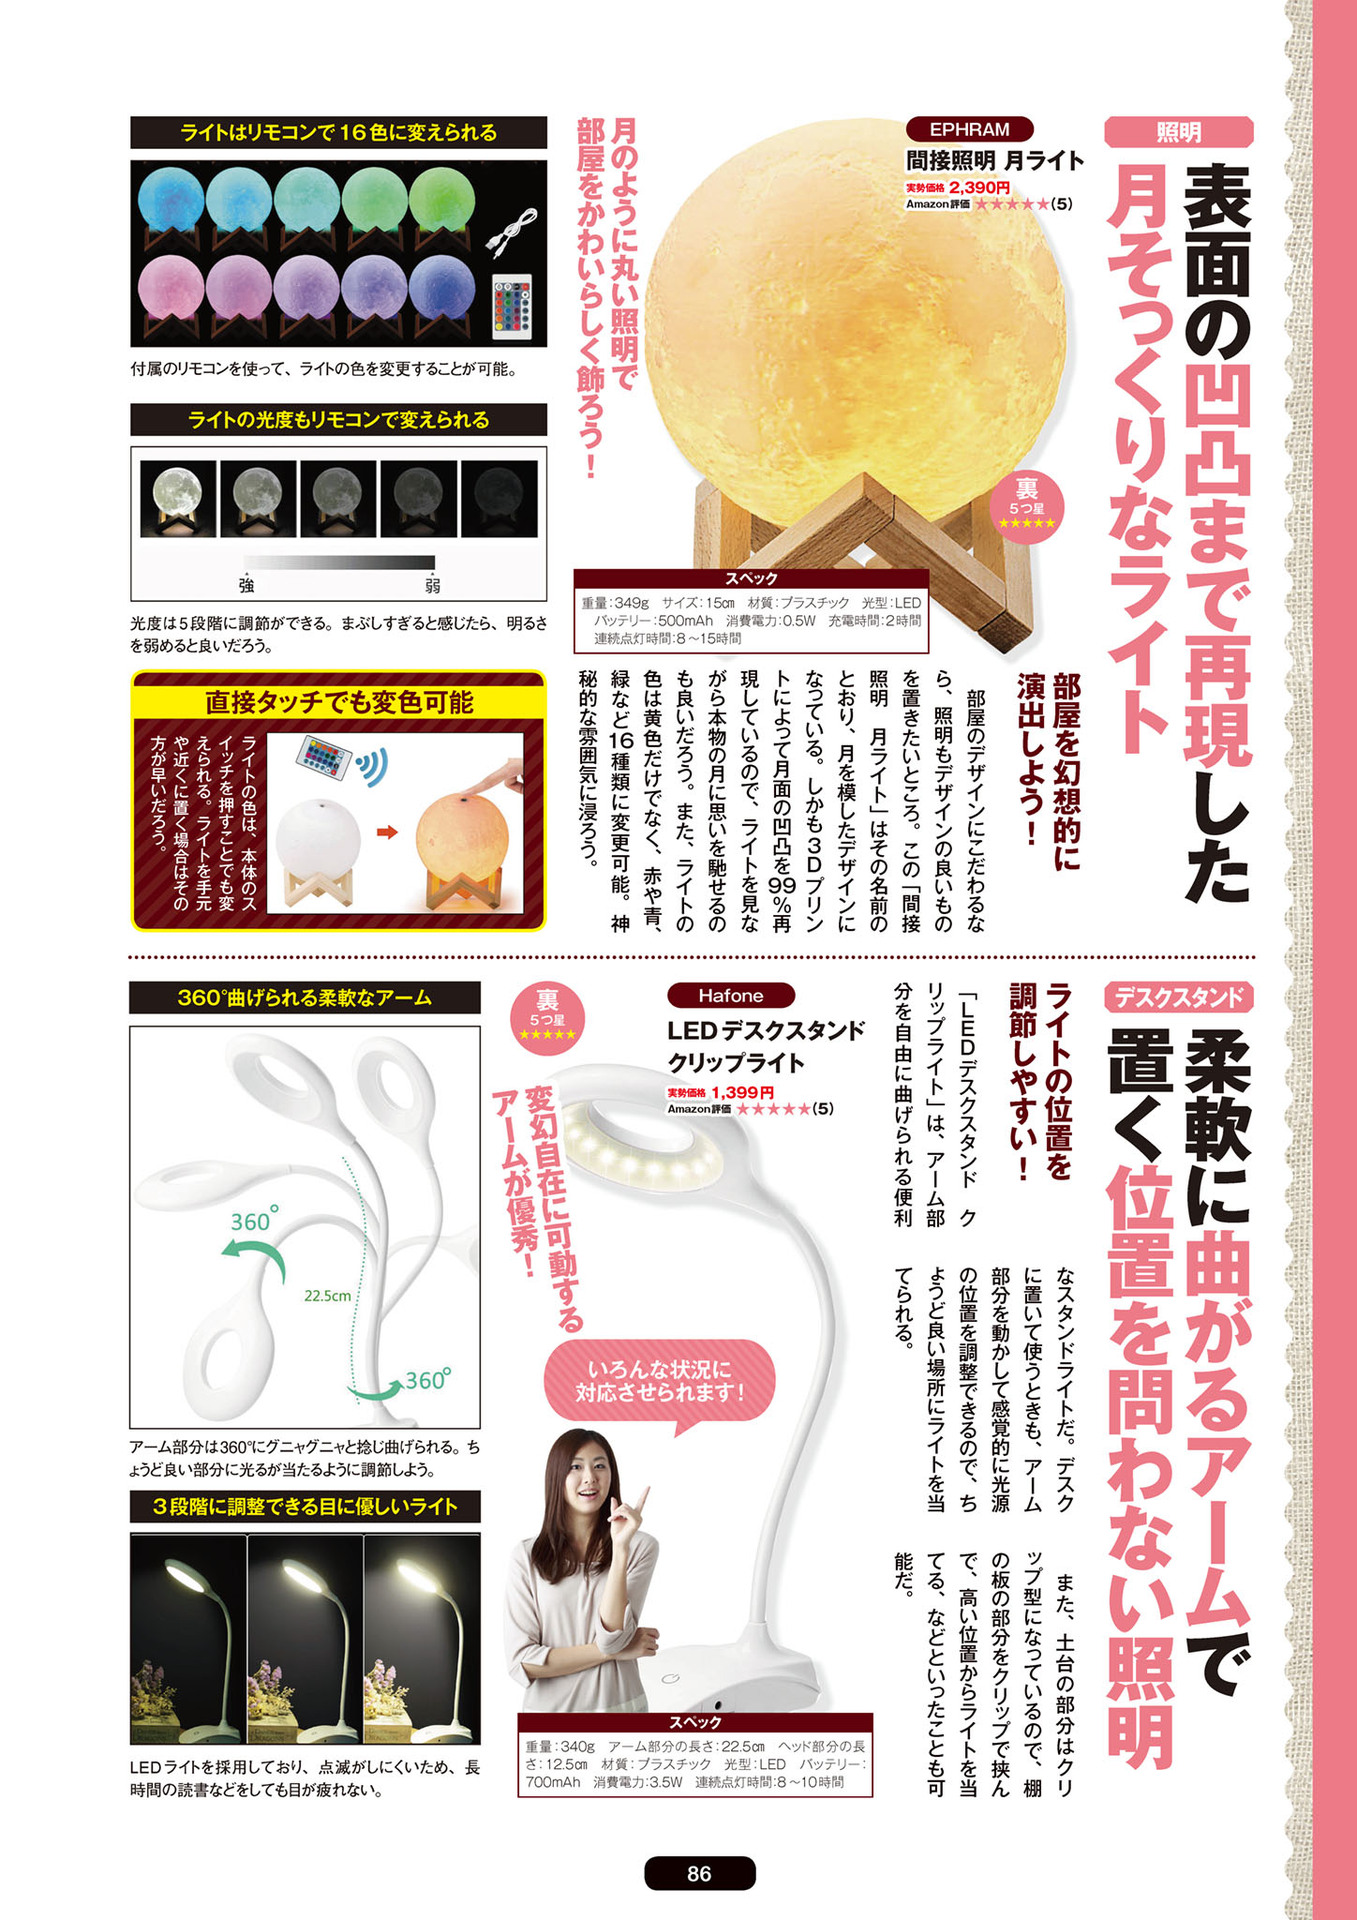 照明
表面の凹凸まで再現した
月そっくりなライト
EPHRAM
間接照明 月ライト
実勢価格 2,390円
Amazon評価 ★★★★★(5)
月のように丸い照明で
部屋をかわいらしく飾ろう！
裏
5つ星
★★★★★
スペック
重量：349g　サイズ：15㎝　材質：プラスチック　光型：LED
バッテリー：500mAh　消費電力：0.5W　充電時間：2時間
連続点灯時間：8～15時間
部屋を幻想的に
演出しよう！
部屋のデザインにこだわるな
ら、照明もデザインの良いもの
を置きたいところ。この「間接
照明　月ライト」はその名前の
とおり、月を模したデザインに
なっている。しかも3Dプリン
トによって月面の凹凸を99％再
現しているので、ライトを見な
がら本物の月に思いを馳せるの
も良いだろう。また、ライトの
色は黄色だけでなく、赤や青、
緑など16種類に変更可能。神
秘的な雰囲気に浸ろう。
ライトはリモコンで16色に変えられる
付属のリモコンを使って、ライトの色を変更することが可能。
ライトの光度もリモコンで変えられる
強
弱
光度は5段階に調節ができる。まぶしすぎると感じたら、明るさ
を弱めると良いだろう。
直接タッチでも変色可能
ライトの色は、本体のス
イッチを押すことでも変
えられる。ライトを手元
や近くに置く場合はその
方が早いだろう。
デスクスタンド
柔軟に曲がるアームで
置く位置を問わない照明
ライトの位置を
調節しやすい！
「LEDデスクスタンド　ク
リップライト」は、アーム部
分を自由に曲げられる便利
なスタンドライトだ。デスク
に置いて使うときも、アーム
部分を動かして感覚的に光源
の位置を調整できるので、ち
ょうど良い場所にライトを当
てられる。
また、土台の部分はクリ
ップ型になっているので、棚
の板の部分をクリップで挟ん
で、高い位置からライトを当
てる、などといったことも可
能だ。
Hafone
LEDデスクスタンド
クリップライト
実勢価格 1,399円
Amazon評価 ★★★★★(5)
裏
5つ星
★★★★★
変幻自在に可動する
アームが優秀！
いろんな状況に
対応させられます！
スペック
重量：340g　アーム部分の長さ：22.5㎝　ヘッド部分の長
さ：12.5㎝　材質：プラスチック　光型：LED　バッテリー：
700mAh　消費電力：3.5W　連続点灯時間：8～10時間
360°曲げられる柔軟なアーム
360°
22.5cm
360°
アーム部分は360°にグニャグニャと捻じ曲げられる。ち
ょうど良い部分に光るが当たるように調節しよう。
3段階に調整できる目に優しいライト
LEDライトを採用しており、点滅がしにくいため、長
時間の読書などをしても目が疲れない。
86